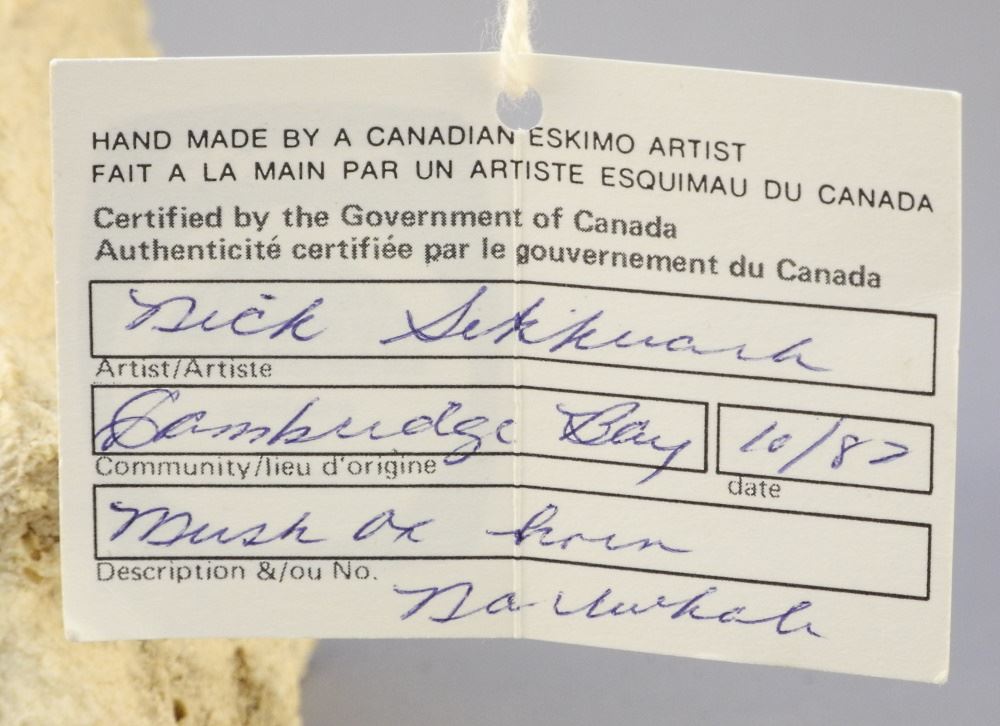 HAND MADE BY A CANADIAN ESKIMO ARTIST
FAIT A LA MAIN PAR UN ARTISTE ESQUIMAU DU CANADA
Certified by the Government of Canada
Authenticité certifiée par le gouvernement du Canada
Nick
Artist/Artiste
Cambridge Bay 10/87
Community/lieu d'origine date
Musk Ox horn
Description &/ou No.
Narwhale